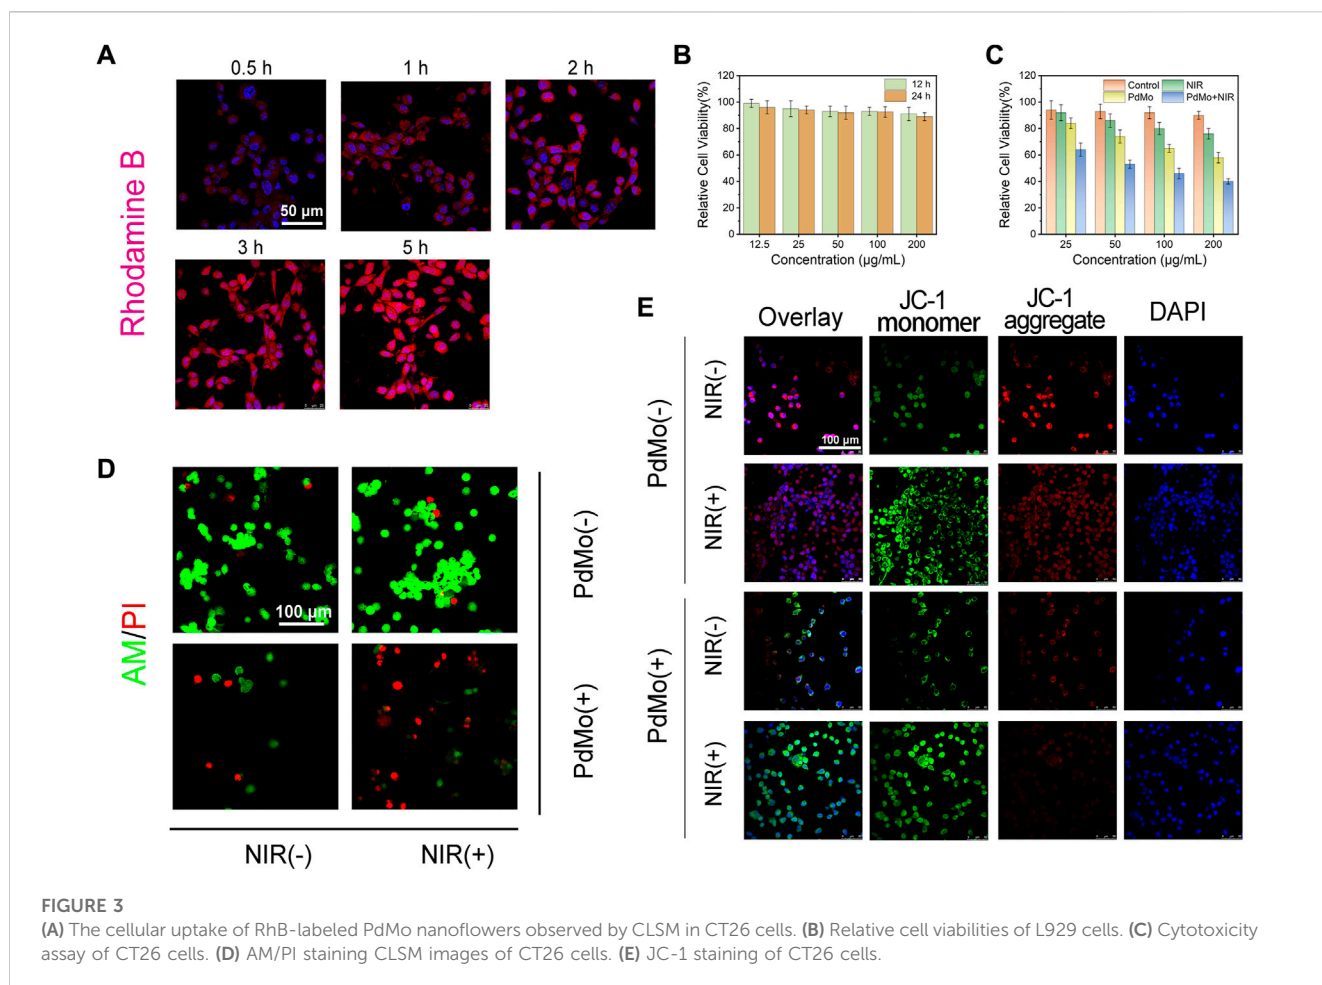 A
0.5 h
1 h
2 h
Rhodamine B
50 µm
3 h
5 h
B
Relative Cell Viability(%)
120
100
80
60
40
20
0
12 h
24 h
12.5
25
50
100
200
Concentration (µg/mL)
C
Relative Cell Viability(%)
120
100
80
60
40
20
0
Control
NIR
PdMo
PdMo+NIR
25
50
100
200
Concentration (µg/mL)
D
AM/PI
100 µm
PdMo(-)
PdMo(+)
NIR(-)
NIR(+)
E
Overlay
JC-1
monomer
JC-1
aggregate
DAPI
PdMo(-)
NIR(-)
100 µm
NIR(+)
PdMo(+)
NIR(-)
NIR(+)
FIGURE 3
(A) The cellular uptake of RhB-labeled PdMo nanoflowers observed by CLSM in CT26 cells. (B) Relative cell viabilities of L929 cells. (C) Cytotoxicity
assay of CT26 cells. (D) AM/PI staining CLSM images of CT26 cells. (E) JC-1 staining of CT26 cells.